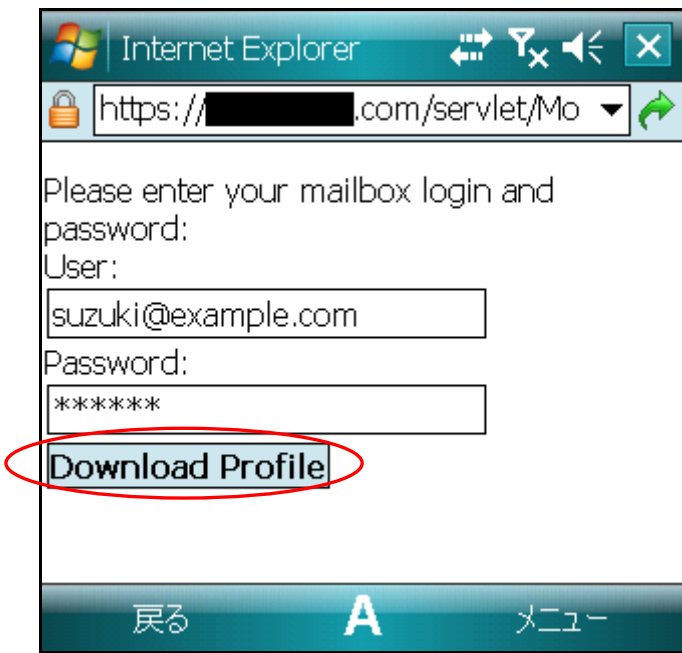 Internet Explorer
https:// .com/servlet/Mo
Please enter your mailbox login and
password:
User:
suzuki@example.com
Password:
******
Download Profile
戻る A メニュー